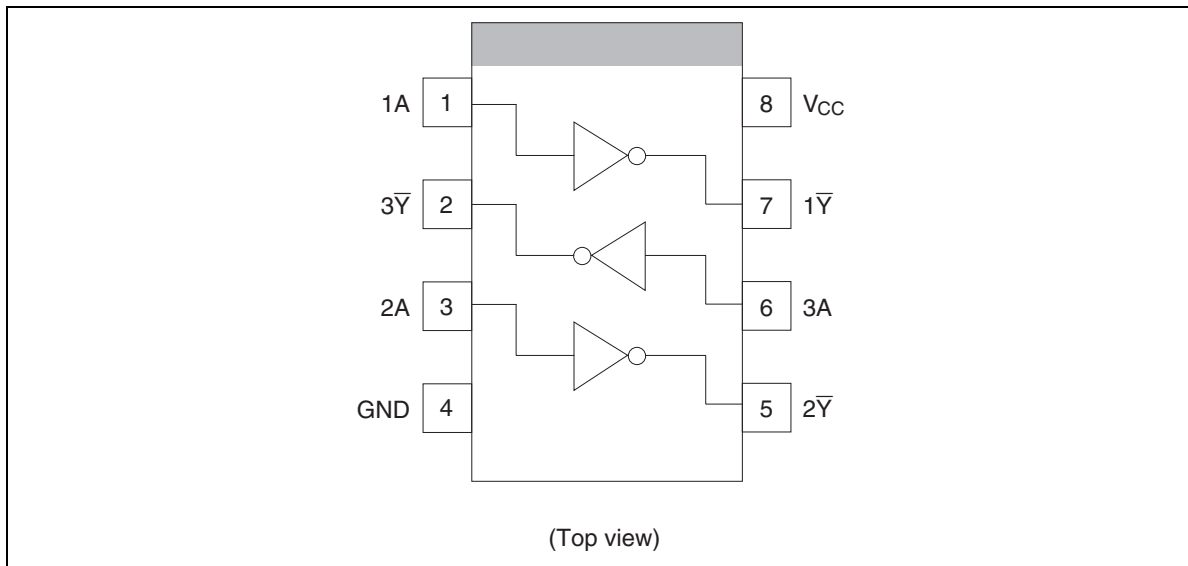 1A 1 8 VCC
3Y̅ 2 7 1Y̅
2A 3 6 3A
GND 4 5 2Y̅
(Top view)